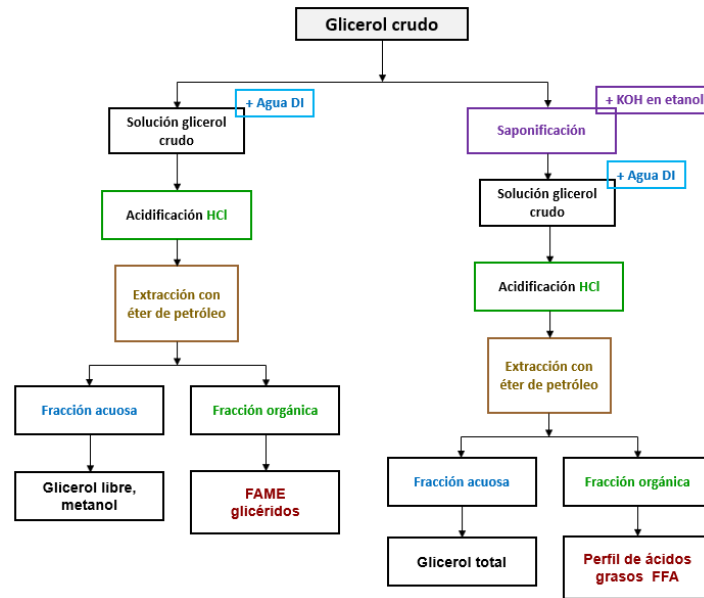 Glicerol crudo
+ Agua DI
Solución glicerol
crudo
Acidificación HCl
Extracción con
éter de petróleo
Fracción acuosa
Fracción orgánica
Glicerol libre,
metanol
FAME
glicéridos
+ KOH en etanol
Saponificación
+ Agua DI
Solución glicerol
crudo
Acidificación HCl
Extracción con
éter de petróleo
Fracción acuosa
Fracción orgánica
Glicerol total
Perfil de ácidos
grasos FFA